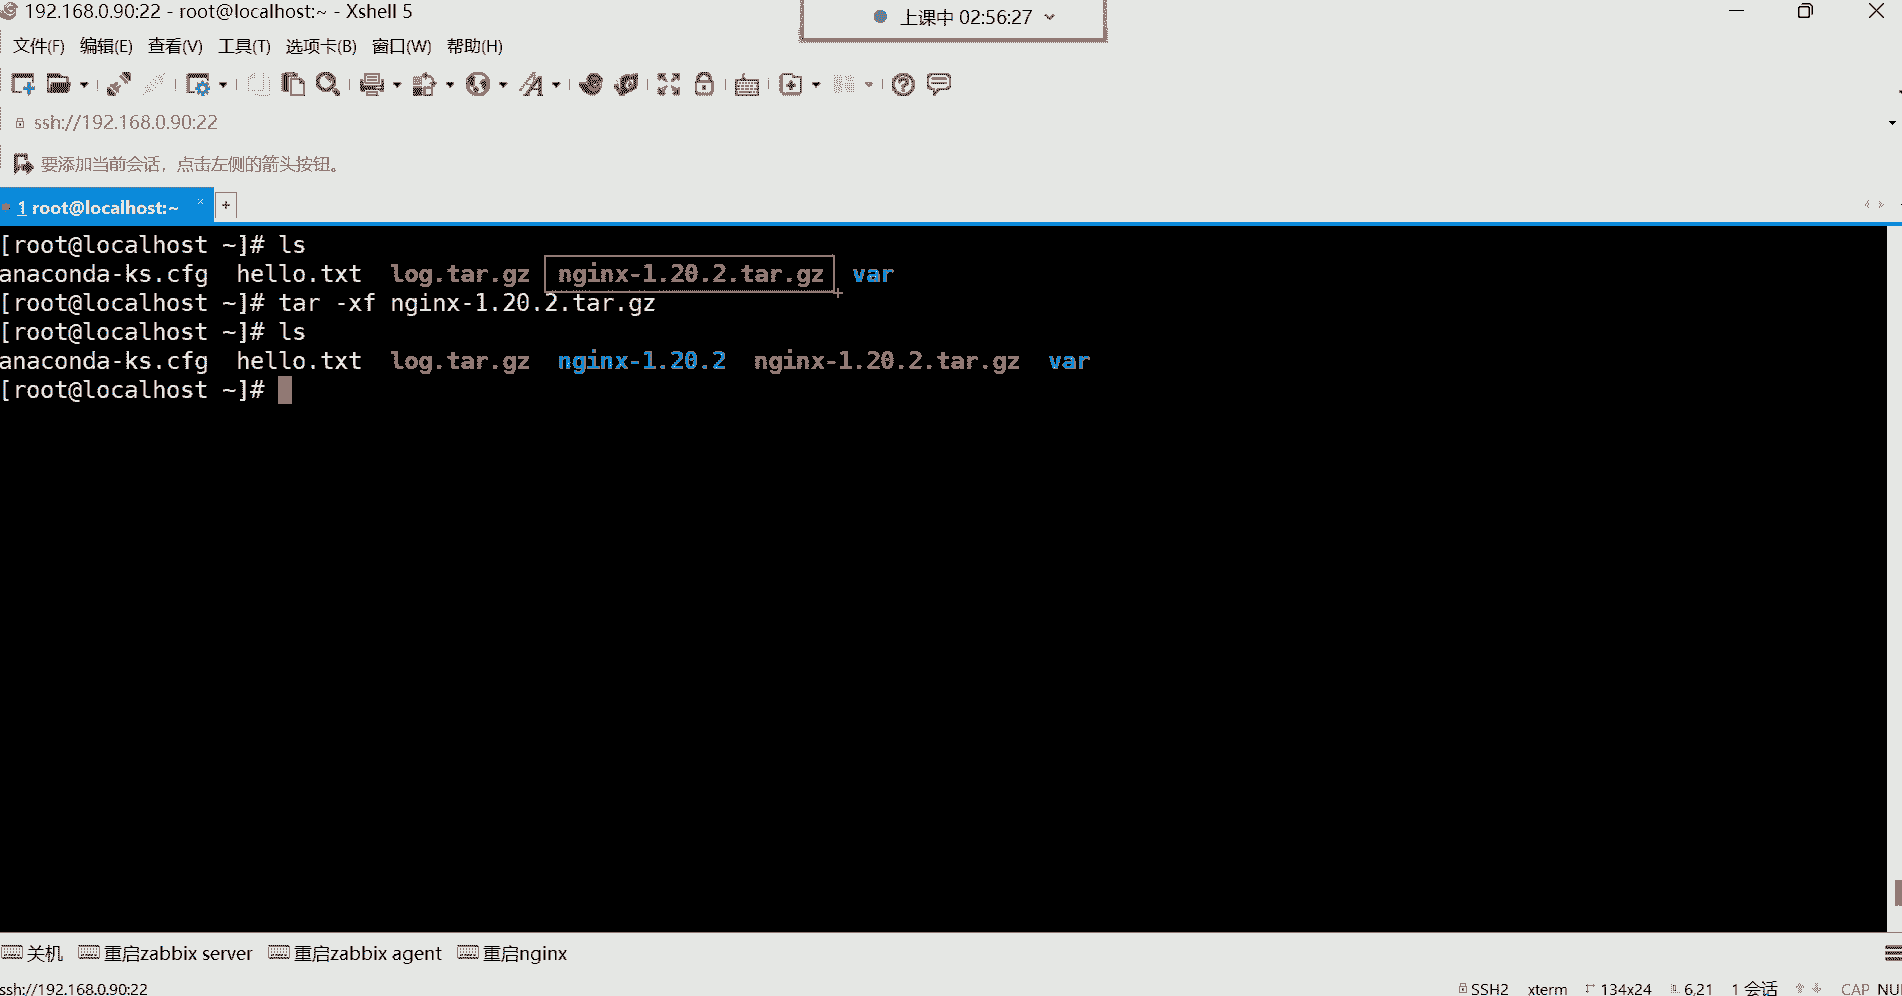 192.168.0.90:22 - root@localhost:~ - Xshell 5
上课中 02:56:27
文件(F) 编辑(E) 查看(V) 工具(T) 选项卡(B) 窗口(W) 帮助(H)
ssh://192.168.0.90:22
要添加当前会话，点击左侧的箭头按钮。
1 root@localhost:~
[root@localhost ~]# ls
anaconda-ks.cfg hello.txt log.tar.gz nginx-1.20.2.tar.gz var
[root@localhost ~]# tar -xf nginx-1.20.2.tar.gz
[root@localhost ~]# ls
anaconda-ks.cfg hello.txt log.tar.gz nginx-1.20.2 nginx-1.20.2.tar.gz var
[root@localhost ~]#
关机 重启zabbix server 重启zabbix agent 重启nginx
ssh://192.168.0.90:22 SSH2 xterm 134x24 6,21 1 会话 CAP NU